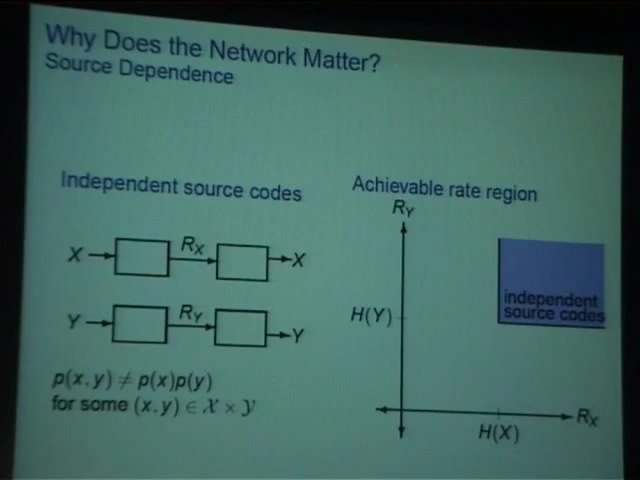 Why Does the Network Matter?
Source Dependence
Independent source codes
X
R_X
X
Y
R_Y
Y
p(x,y) ≠ p(x)p(y)
for some (x,y) ∈ 𝒳 × 𝒴
Achievable rate region
R_Y
independent
source codes
H(Y)
H(X)
R_X